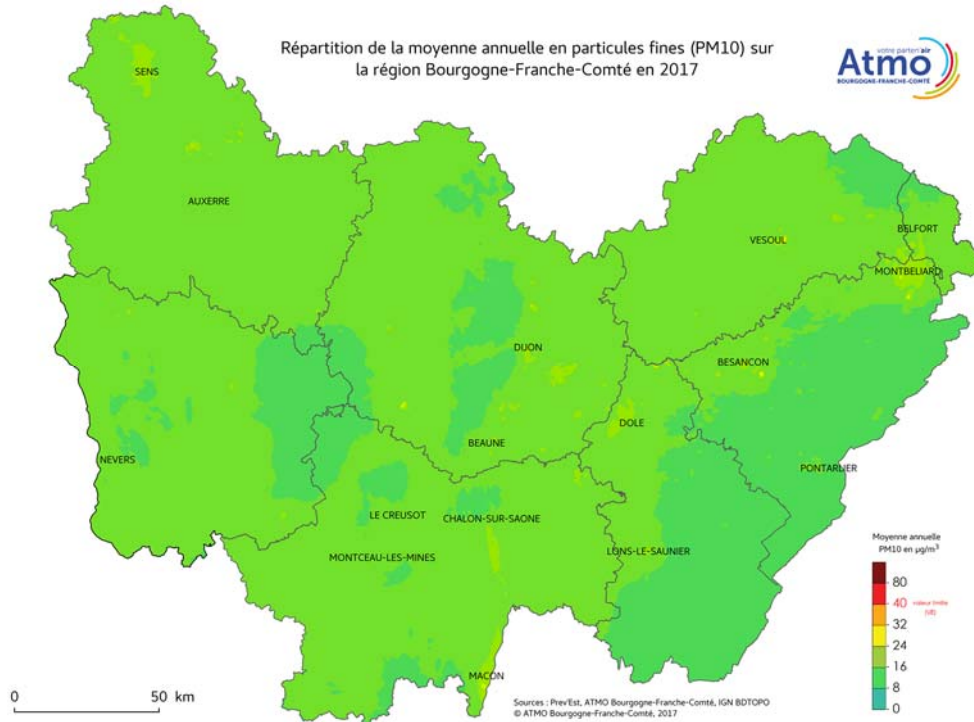 Répartition de la moyenne annuelle en particules fines (PM10) sur
la région Bourgogne-Franche-Comté en 2017
votre parten'air
Atmo
BOURGOGNE-FRANCHE-COMTÉ
SENS
AUXERRE
VESOUL
BELFORT
MONTBELIARD
DIJON
BESANCON
DOLE
BEAUNE
NEVERS
PONTARLIER
LE CREUSOT
CHALON-SUR-SAONE
MONTCEAU-LES-MINES
LONS-LE-SAUNIER
MACON
Moyenne annuelle
PM10 en µg/m³
80
40 valeur limite
(UE)
32
24
16
8
0
0 50 km
Sources : Prev'Est, ATMO Bourgogne-Franche-Comté, IGN BDTOPO
© ATMO Bourgogne-Franche-Comté, 2017